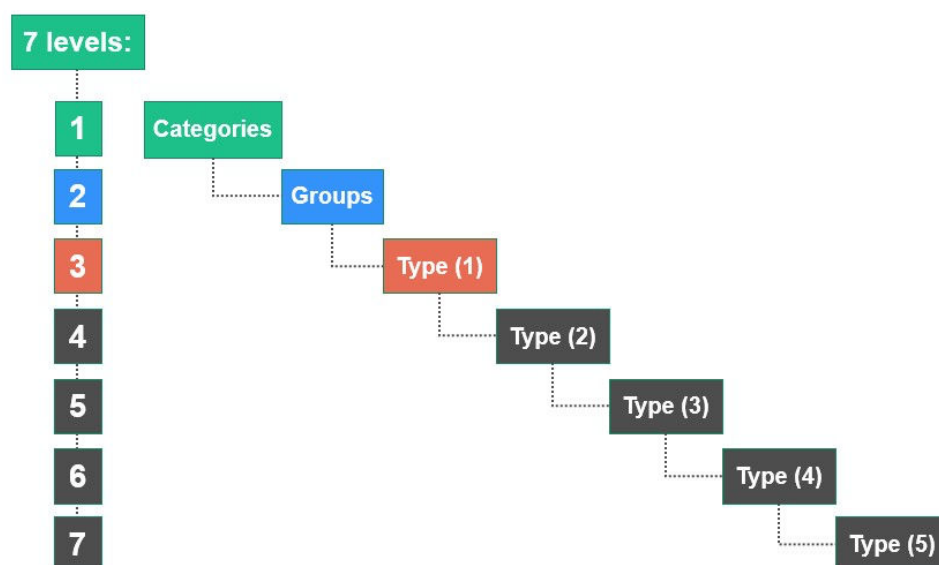 7 levels:
1
Categories
2
Groups
3
Type (1)
4
Type (2)
5
Type (3)
6
Type (4)
7
Type (5)